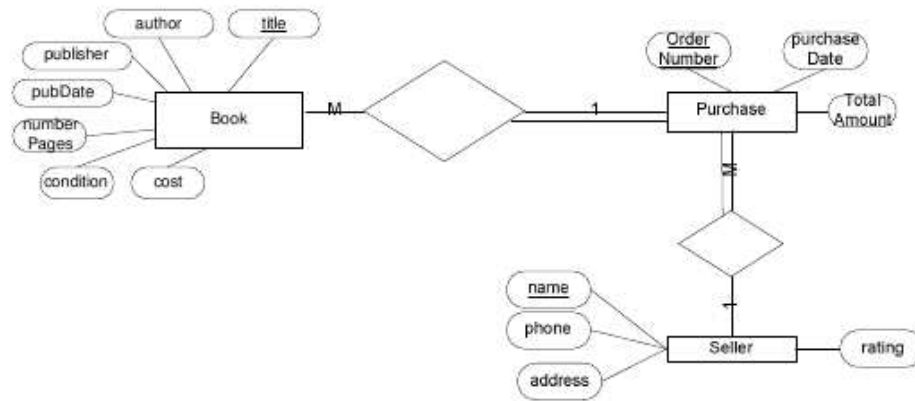 author
title
publisher
pubDate
number
Pages
condition
cost
Book
M
1
Order
Number
purchase
Date
Purchase
Total
Amount
M
1
name
phone
address
Seller
rating